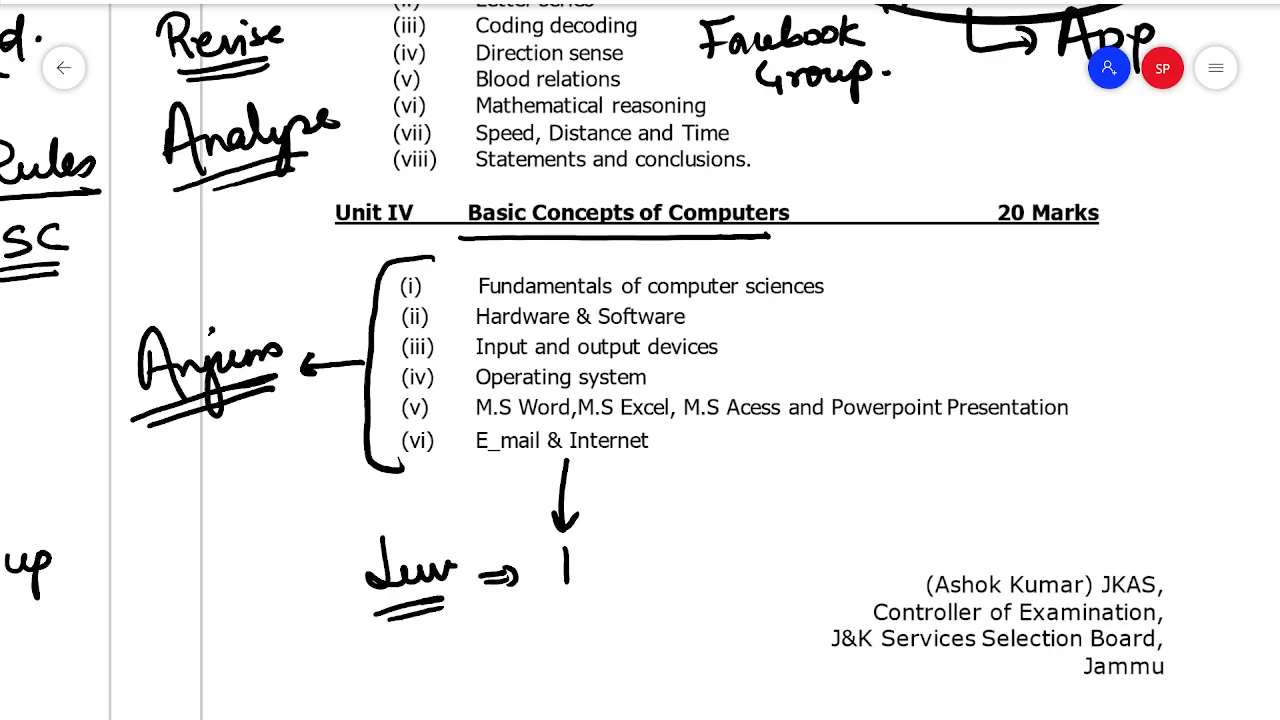 d.
Revise
Facebook
Group.
App
SP
(iii) Coding decoding
(iv) Direction sense
(v) Blood relations
(vi) Mathematical reasoning
(vii) Speed, Distance and Time
(viii) Statements and conclusions.
Analyse
Rules
SC
Unit IV Basic Concepts of Computers 20 Marks
(i) Fundamentals of computer sciences
(ii) Hardware & Software
(iii) Input and output devices
(iv) Operating system
(v) M.S Word,M.S Excel, M.S Acess and Powerpoint Presentation
(vi) E_mail & Internet
Anjum
up
(Ashok Kumar) JKAS,
Controller of Examination,
J&K Services Selection Board,
Jammu